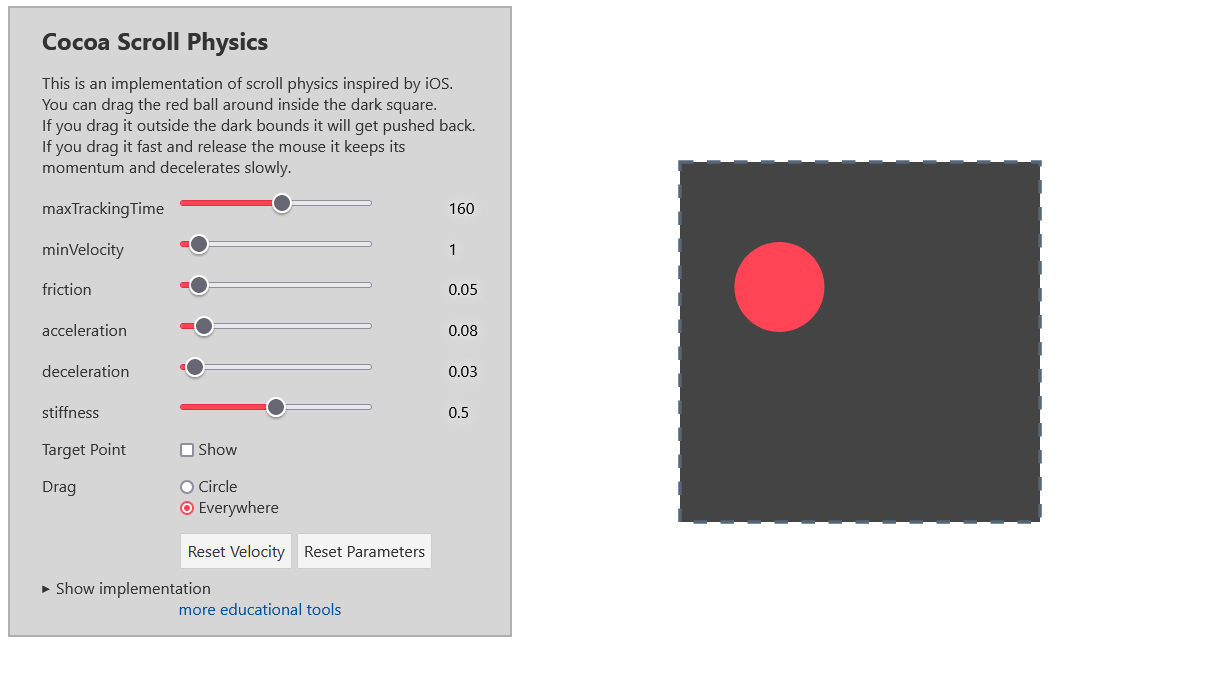 Cocoa Scroll Physics
This is an implementation of scroll physics inspired by iOS.
You can drag the red ball around inside the dark square.
If you drag it outside the dark bounds it will get pushed back.
If you drag it fast and release the mouse it keeps its
momentum and decelerates slowly.
maxTrackingTime 160
minVelocity 1
friction 0.05
acceleration 0.08
deceleration 0.03
stiffness 0.5
Target Point Show
Drag Circle
Everywhere
Reset Velocity Reset Parameters
Show implementation
more educational tools